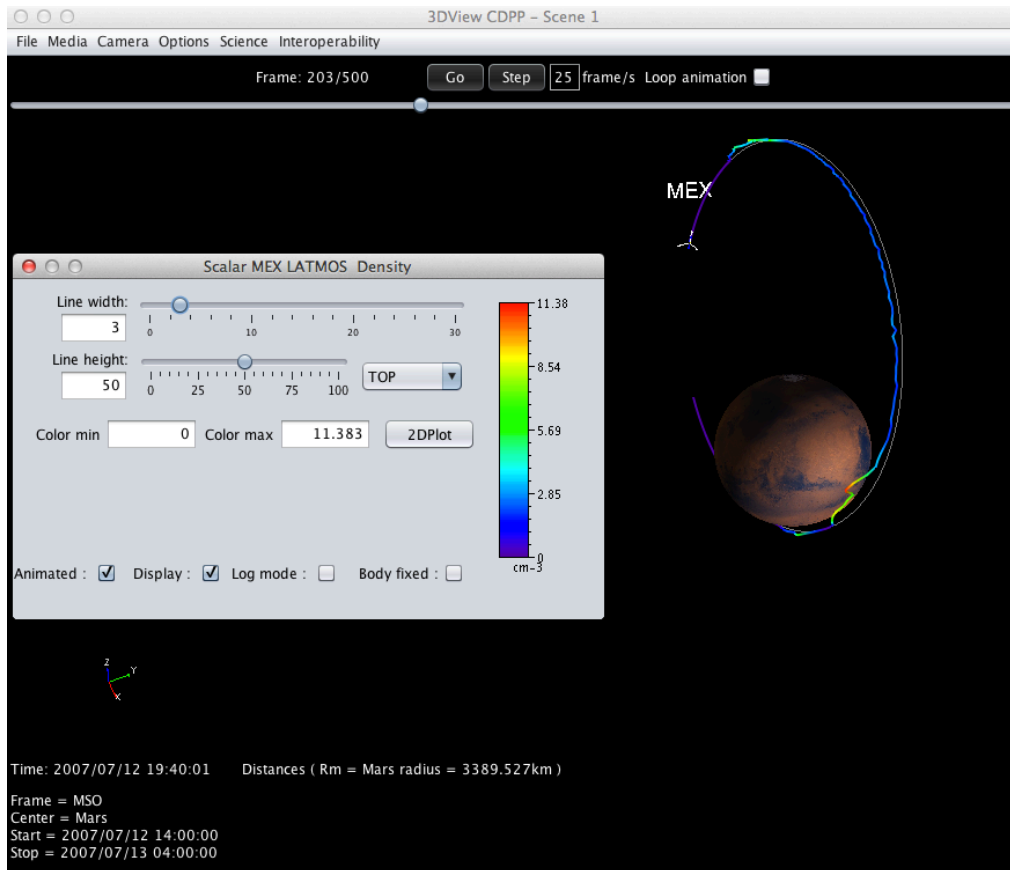 3DView CDPP – Scene 1
File Media Camera Options Science Interoperability
Frame: 203/500 Go Step 25 frame/s Loop animation
MEX
Scalar MEX LATMOS Density
Line width:
3
0 10 20 30
Line height:
50
0 25 50 75 100
TOP
Color min 0 Color max 11.383 2DPlot
11.38
8.54
5.69
2.85
0
cm-3
Animated : Display : Log mode : Body fixed :
Z
Y
X
Time: 2007/07/12 19:40:01 Distances ( Rm = Mars radius = 3389.527km )
Frame = MSO
Center = Mars
Start = 2007/07/12 14:00:00
Stop = 2007/07/13 04:00:00